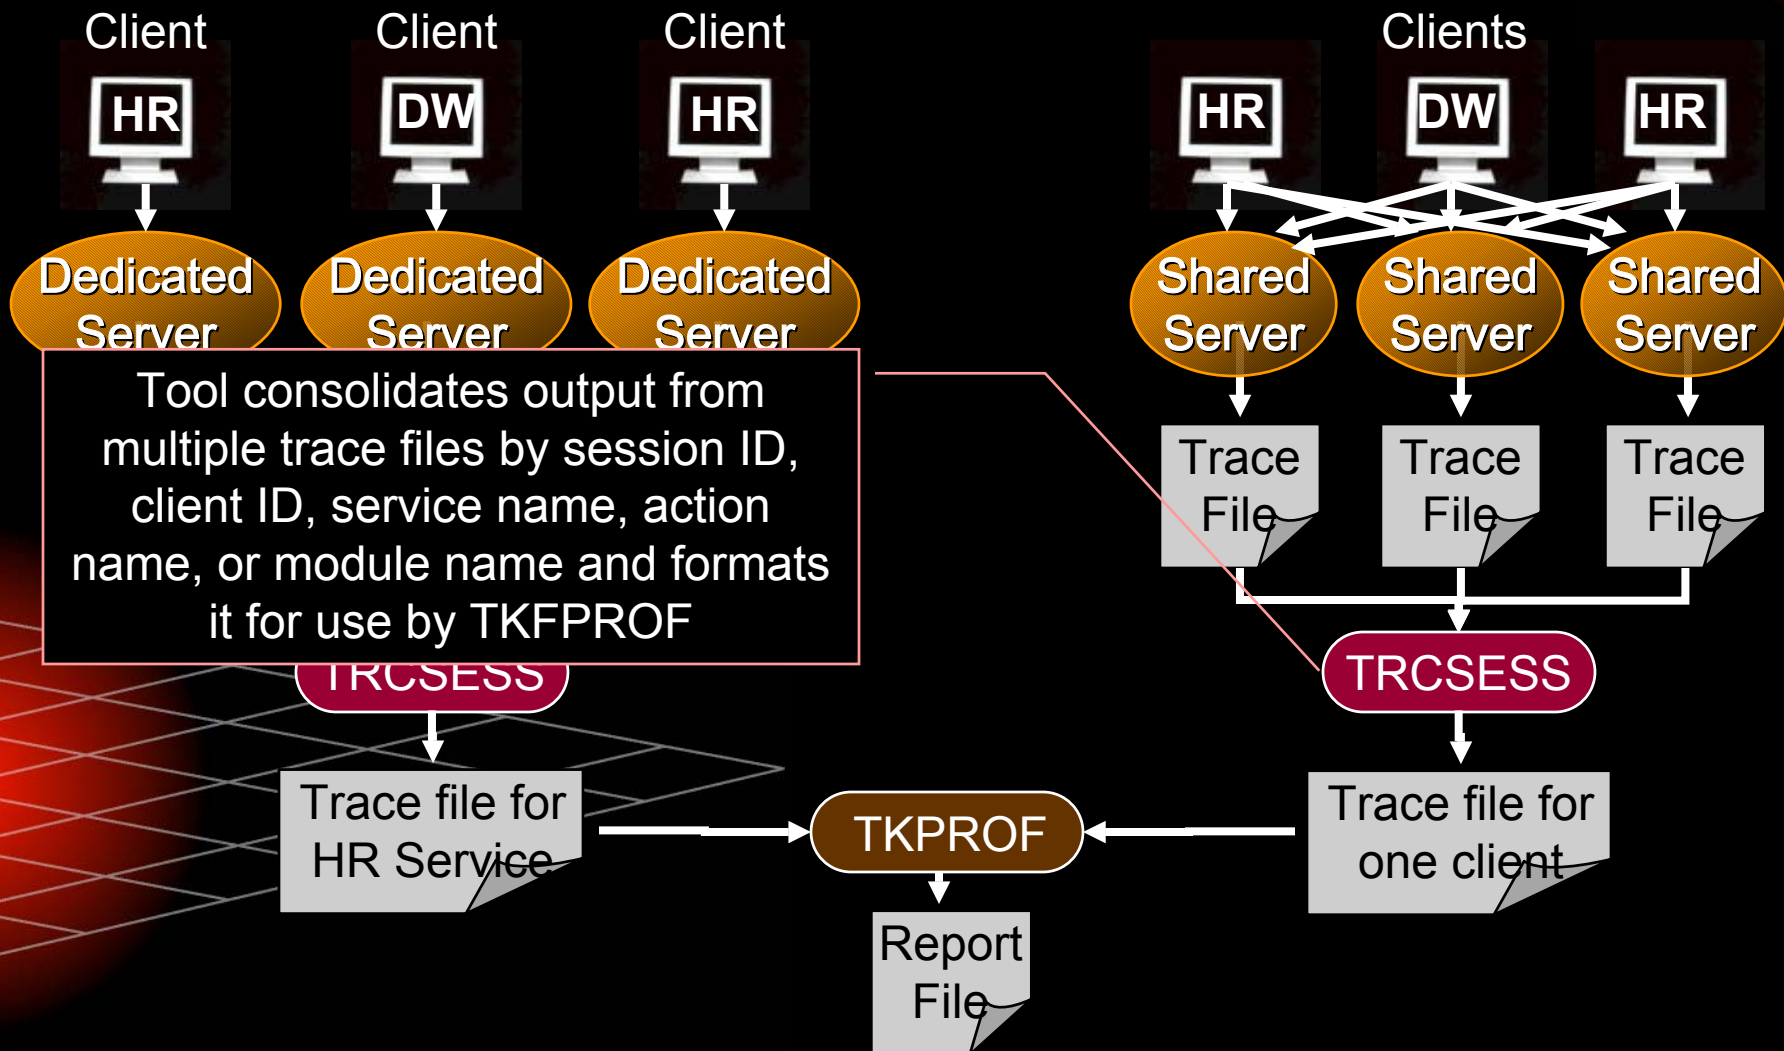 Client
Client
Client
Clients
HR
DW
HR
HR
DW
HR
Dedicated
Server
Dedicated
Server
Dedicated
Server
Shared
Server
Shared
Server
Shared
Server
Tool consolidates output from
multiple trace files by session ID,
client ID, service name, action
name, or module name and formats
it for use by TKFPROF
Trace
File
Trace
File
Trace
File
TRCSESS
TRCSESS
Trace file for
HR Service
TKPROF
Trace file for
one client
Report
File